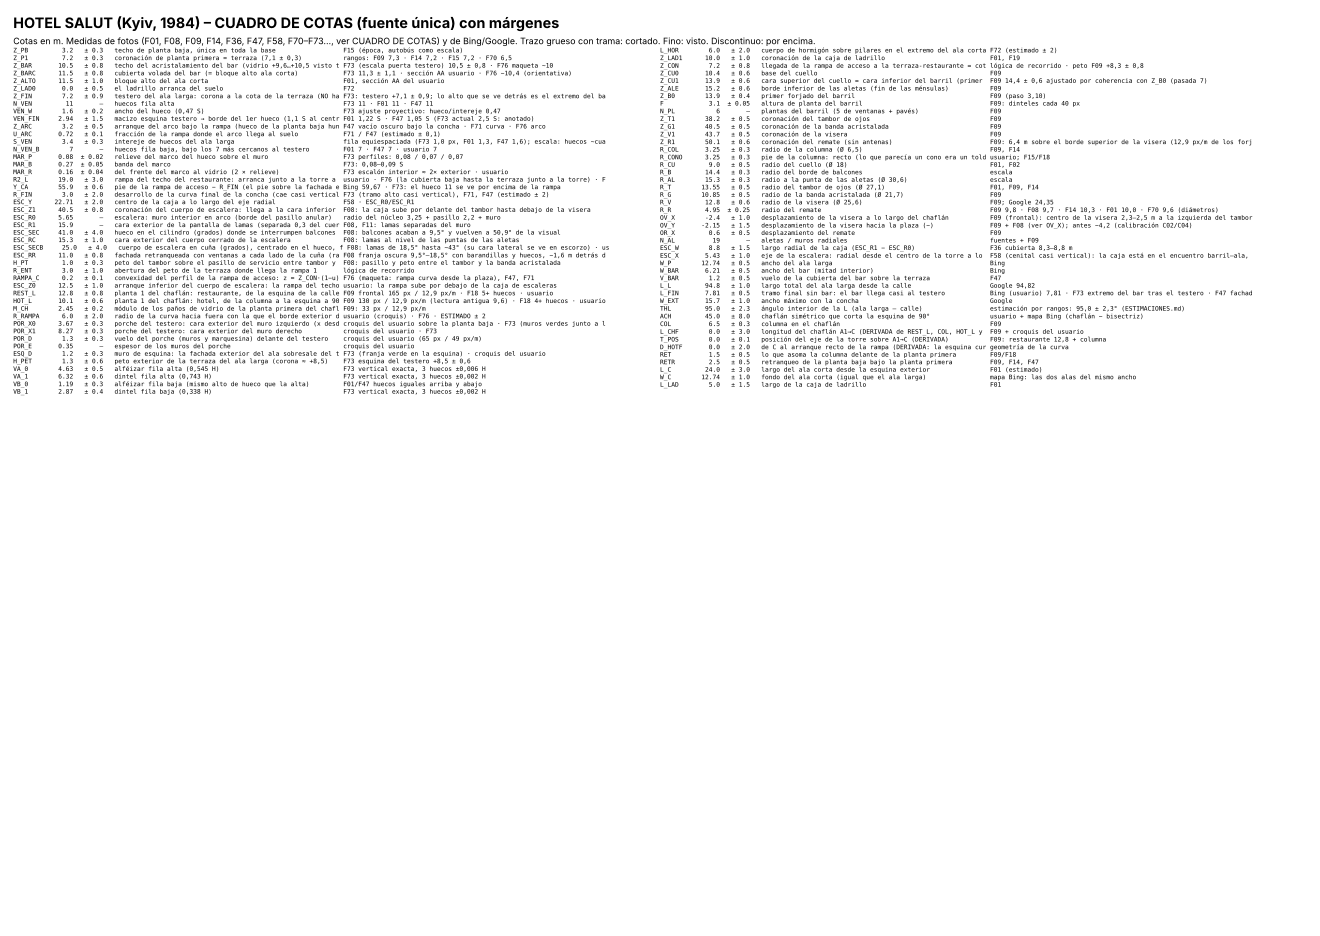 HOTEL SALUT (Kyiv, 1984) – CUADRO DE COTAS (fuente única) con márgenes
Cotas en m. Medidas de fotos (F01, F08, F09, F14, F36, F47, F58, F70–F73…, ver CUADRO DE COTAS) y de Bing/Google. Trazo grueso con trama: cortado. Fino: visto. Discontinuo: por encima.
Z_PB 3.2 ± 0.3 techo de planta baja, única en toda la base F15 (época, autobús como escala)
Z_P1 7.2 ± 0.3 coronación de planta primera = terraza (7,1 ± 0,3) rangos: F09 7,3 · F14 7,2 · F15 7,2 · F70 6,5
Z_BAR 10.5 ± 0.8 techo del acristalamiento del bar (vidrio +9,6…+10,5 visto t F73 (escala puerta testero) 10,5 ± 0,8 · F76 maqueta ~10
Z_BARC 11.5 ± 0.8 cubierta volada del bar (= bloque alto ala corta) F73 11,3 ± 1,1 · sección AA usuario · F76 ~10,4 (orientativa)
Z_ALTO 11.5 ± 1.0 bloque alto del ala corta F01, sección AA del usuario
Z_LAD0 0.0 ± 0.5 el ladrillo arranca del suelo F72
Z_FIN 7.2 ± 0.9 testero del ala larga: corona a la cota de la terraza (NO ha F73: testero +7,1 ± 0,9; lo alto que se ve detrás es el extremo del ba
N_VEN 11 — huecos fila alta F73 11 · F01 11 · F47 11
VEN_W 1.6 ± 0.2 ancho del hueco (0,47 S) F73 ajuste proyectivo: hueco/intereje 0,47
VEN_FIN 2.94 ± 1.5 macizo esquina testero → borde del 1er hueco (1,1 S al centr F01 1,22 S · F47 1,05 S (F73 actual 2,5 S: anotado)
Z_ARC 3.2 ± 0.5 arranque del arco bajo la rampa (hueco de la planta baja hun F47 vacío oscuro bajo la concha · F71 curva · F76 arco
U_ARC 0.72 ± 0.1 fracción de la rampa donde el arco llega al suelo F71 / F47 (estimado ± 0,1)
S_VEN 3.4 ± 0.3 intereje de huecos del ala larga fila equiespaciada (F73 1,0 px, F01 1,3, F47 1,6); escala: huecos ~cua
N_VEN_B 7 — huecos fila baja, bajo los 7 más cercanos al testero F01 7 · F47 7 · usuario 7
MAR_P 0.08 ± 0.02 relieve del marco del hueco sobre el muro F73 perfiles: 0,08 / 0,07 / 0,07
MAR_B 0.27 ± 0.05 banda del marco F73: 0,08–0,09 S
MAR_R 0.16 ± 0.04 del frente del marco al vidrio (2 × relieve) F73 escalón interior = 2× exterior · usuario
R2_L 19.0 ± 3.0 rampa del techo del restaurante: arranca junto a la torre a usuario · F76 (la cubierta baja hasta la terraza junto a la torre) · F
Y_CA 55.9 ± 0.6 pie de la rampa de acceso — R_FIN (el pie sobre la fachada e Bing 59,67 · F73: el hueco 11 se ve por encima de la rampa
R_FIN 3.0 ± 2.0 desarrollo de la curva final de la concha (cae casi vertical F73 (tramo alto casi vertical), F71, F47 (estimado ± 2)
ESC_Y 22.71 ± 2.0 centro de la caja a lo largo del eje radial F58 · ESC_R0/ESC_R1
ESC_Z1 40.5 ± 0.8 coronación del cuerpo de escalera: llega a la cara inferior F08: la caja sube por delante del tambor hasta debajo de la visera
ESC_R0 5.65 escalera: muro interior en arco (borde del pasillo anular) radio del núcleo 3,25 + pasillo 2,2 + muro
ESC_R1 15.9 — cara exterior de la pantalla de lamas (separada 0,3 del cuer F08, F11: lamas separadas del muro
ESC_RC 15.3 ± 1.0 cara exterior del cuerpo cerrado de la escalera F08: lamas al nivel de las puntas de las aletas
ESC_SEC 41.0 ± 4.0 hueco en el cilindro (grados) donde se interrumpen balcones F08: balcones acaban a 9,5° y vuelven a 50,9° de la visual
ESC_SECB 25.0 ± 4.0 cuerpo de escalera en cuña (grados), centrado en el hueco, f F08: lamas de 18,5° hasta ~43° (su cara lateral se ve en escorzo) · us
ESC_RR 11.0 ± 0.8 fachada retranqueada con ventanas a cada lado de la cuña (ra F08 franja oscura 9,5°–18,5° con barandillas y huecos, ~1,6 m detrás d
W_P 12.74 ± 0.5 ancho del ala larga Bing
R_ENT 3.0 ± 1.0 abertura del peto de la terraza donde llega la rampa 1 lógica de recorrido
ESC_Z0 12.5 ± 1.0 arranque inferior del cuerpo de escalera: la rampa del techo usuario: la rampa sube por debajo de la caja de escaleras
H_PT 1.0 ± 0.3 peto del tambor sobre el pasillo de servicio entre tambor y F08: pasillo y peto entre el tambor y la banda acristalada
RAMPA_C 0.2 ± 0.1 convexidad del perfil de la rampa de acceso: z = Z_CON·(1−u) F76 (maqueta: rampa curva desde la plaza), F47, F71
REST_L 12.8 ± 0.8 planta 1 del chaflán: restaurante, de la esquina de la calle F09 frontal 165 px / 12,9 px/m · F18 5+ huecos · usuario
HOT_L 10.1 ± 0.6 planta 1 del chaflán: hotel, de la columna a la esquina a 90 F09 130 px / 12,9 px/m (lectura antigua 9,6) · F18 4+ huecos · usuario
M_CH 2.45 ± 0.2 módulo de los paños de vidrio de la planta primera del chafl F09: 33 px / 12,9 px/m
R_RAMPA 6.0 ± 2.0 radio de la curva hacia fuera con la que el borde exterior d usuario (croquis) · F76 · ESTIMADO ± 2
POR_X0 3.67 ± 0.3 porche del testero: cara exterior del muro izquierdo (x desd croquis del usuario sobre la planta baja · F73 (muros verdes junto a l
POR_X1 8.27 ± 0.3 porche del testero: cara exterior del muro derecho croquis del usuario · F73
POR_D 1.3 ± 0.3 vuelo del porche (muros y marquesina) delante del testero croquis del usuario (65 px / 49 px/m)
POR_E 0.35 — espesor de los muros del porche croquis del usuario
ESQ_D 1.2 ± 0.3 muro de esquina: la fachada exterior del ala sobresale del t F73 (franja verde en la esquina) · croquis del usuario
H_PET 1.3 ± 0.6 peto exterior de la terraza del ala larga (corona ≈ +8,5) F73 esquina del testero +8,5 ± 0,6
VA_0 4.63 ± 0.5 alféizar fila alta (0,545 H) F73 vertical exacta, 3 huecos ±0,006 H
VA_1 6.32 ± 0.6 dintel fila alta (0,743 H) F73 vertical exacta, 3 huecos ±0,002 H
VB_0 1.19 ± 0.3 alféizar fila baja (mismo alto de hueco que la alta) F01/F47 huecos iguales arriba y abajo
VB_1 2.87 ± 0.4 dintel fila baja (0,338 H) F73 vertical exacta, 3 huecos ±0,002 H
L_HOR 6.0 ± 2.0 cuerpo de hormigón sobre pilares en el extremo del ala corta F72 (estimado ± 2)
Z_LAD1 10.0 ± 1.0 coronación de la caja de ladrillo F01, F19
Z_CON 7.2 ± 0.8 llegada de la rampa de acceso a la terraza-restaurante = cot lógica de recorrido · peto F09 +8,3 ± 0,8
Z_CU0 10.4 ± 0.6 base del cuello F09
Z_CU1 13.9 ± 0.6 cara superior del cuello = cara inferior del barril (primer F09 14,4 ± 0,6 ajustado por coherencia con Z_B0 (pasada 7)
Z_ALE 15.2 ± 0.6 borde inferior de las aletas (fin de las ménsulas) F09
Z_B0 13.9 ± 0.4 primer forjado del barril F09 (paso 3,10)
F 3.1 ± 0.05 altura de planta del barril F09: dinteles cada 40 px
N_PL 6 — plantas del barril (5 de ventanas + pavés) F09
Z_T1 38.2 ± 0.5 coronación del tambor de ojos F09
Z_G1 40.5 ± 0.5 coronación de la banda acristalada F09
Z_V1 43.7 ± 0.5 coronación de la visera F09
Z_R1 50.1 ± 0.6 coronación del remate (sin antenas) F09: 6,4 m sobre el borde superior de la visera (12,9 px/m de los forj
R_COL 3.25 ± 0.3 radio de la columna (Ø 6,5) F09, F14
R_CONO 3.25 ± 0.3 pie de la columna: recto (lo que parecía un cono era un told usuario; F15/F18
R_CU 9.0 ± 0.5 radio del cuello (Ø 18) F01, F02
R_B 14.4 ± 0.3 radio del borde de balcones escala
R_AL 15.3 ± 0.3 radio a la punta de las aletas (Ø 30,6) escala
R_T 13.55 ± 0.5 radio del tambor de ojos (Ø 27,1) F01, F09, F14
R_G 10.85 ± 0.5 radio de la banda acristalada (Ø 21,7) F09
R_V 12.8 ± 0.6 radio de la visera (Ø 25,6) F09; Google 24,35
R_R 4.95 ± 0.25 radio del remate F09 9,8 · F08 9,7 · F14 10,3 · F01 10,0 · F70 9,6 (diámetros)
OV_X -2.4 ± 1.0 desplazamiento de la visera a lo largo del chaflán F09 (frontal): centro de la visera 2,3–2,5 m a la izquierda del tambor
OV_Y -2.15 ± 1.5 desplazamiento de la visera hacia la plaza (−) F09 + F08 (ver OV_X); antes −4,2 (calibración C02/C04)
OR_X 0.6 ± 0.5 desplazamiento del remate F09
N_AL 19 — aletas / muros radiales fuentes + F09
ESC_W 8.8 ± 1.5 largo radial de la caja (ESC_R1 − ESC_R0) F36 cubierta 8,3–8,8 m
ESC_X 5.43 ± 1.0 eje de la escalera: radial desde el centro de la torre a lo F58 (cenital casi vertical): la caja está en el encuentro barril–ala,
W_P 12.74 ± 0.5 ancho del ala larga Bing
W_BAR 6.21 ± 0.5 ancho del bar (mitad interior) Bing
V_BAR 1.2 ± 0.5 vuelo de la cubierta del bar sobre la terraza F47
L_L 94.8 ± 1.0 largo total del ala larga desde la calle Google 94,82
L_FIN 7.81 ± 0.5 tramo final sin bar: el bar llega casi al testero Bing (usuario) 7,81 · F73 extremo del bar tras el testero · F47 fachad
W_EXT 15.7 ± 1.0 ancho máximo con la concha Google
THL 95.0 ± 2.3 ángulo interior de la L (ala larga – calle) estimación por rangos: 95,0 ± 2,3° (ESTIMACIONES.md)
ACH 45.0 ± 8.0 chaflán simétrico que corta la esquina 90° usuario + mapa Bing (chaflán ~ bisectriz)
COL 6.5 ± 0.3 columna en el chaflán F09
L_CHF 0.0 ± 3.0 longitud del chaflán A1→C (DERIVADA de REST_L, COL, HOT_L y F09 + croquis del usuario
T_POS 0.0 ± 0.1 posición del eje de la torre sobre A1→C (DERIVADA) F09: restaurante 12,8 + columna
D_HOTF 0.0 ± 2.0 de C al arranque recto de la rampa (DERIVADA: la esquina cur geometría de la curva
RET 1.5 ± 0.5 lo que asoma la columna delante de la planta primera F09/F18
RETR 2.5 ± 0.5 retranqueo de la planta baja bajo la planta primera F09, F14, F47
L_C 24.0 ± 3.0 largo del ala corta desde la esquina exterior F01 (estimado)
W_C 12.74 ± 1.0 fondo del ala corta (igual que el ala larga) mapa Bing: las dos alas del mismo ancho
L_LAD 5.0 ± 1.5 largo de la caja de ladrillo F01